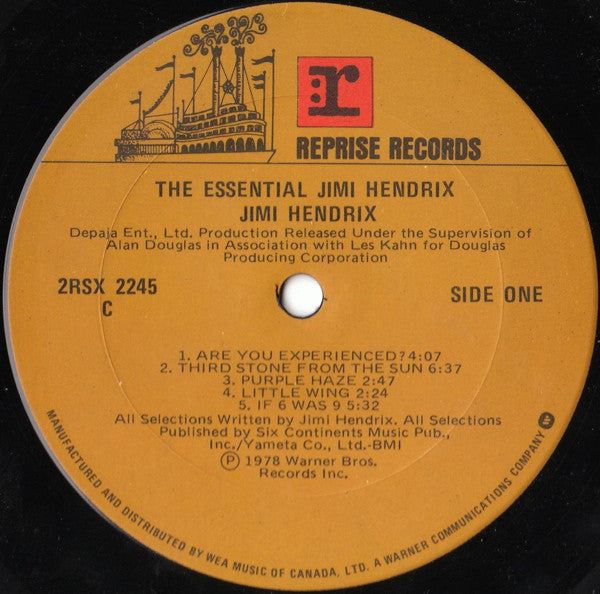 r
REPRISE RECORDS
THE ESSENTIAL JIMI HENDRIX
JIMI HENDRIX
Depaja Ent., Ltd. Production Released Under the Supervision of
Alan Douglas in Association with Les Kahn for Douglas
Producing Corporation
2RSX 2245
C
SIDE ONE
1. ARE YOU EXPERIENCED? 4:07
2. THIRD STONE FROM THE SUN 6:37
3. PURPLE HAZE 2:47
4. LITTLE WING 2:24
5. IF 6 WAS 9 5:32
All Selections Written by Jimi Hendrix. All Selections
Published by Six Continents Music Pub.,
Inc./Yameta Co., Ltd.-BMI
Ⓟ 1978 Warner Bros.
Records Inc.
MANUFACTURED AND DISTRIBUTED BY WEA MUSIC OF CANADA, LTD. A WARNER COMMUNICATIONS COMPANY